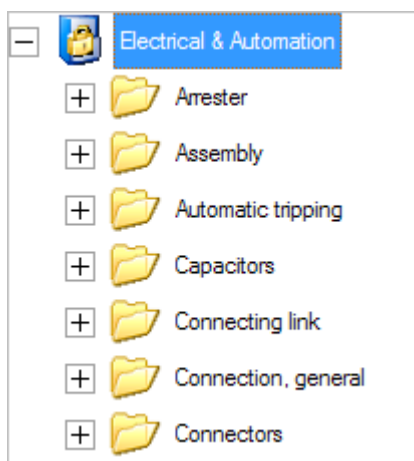 Electrical & Automation
Arrester
Assembly
Automatic tripping
Capacitors
Connecting link
Connection, general
Connectors